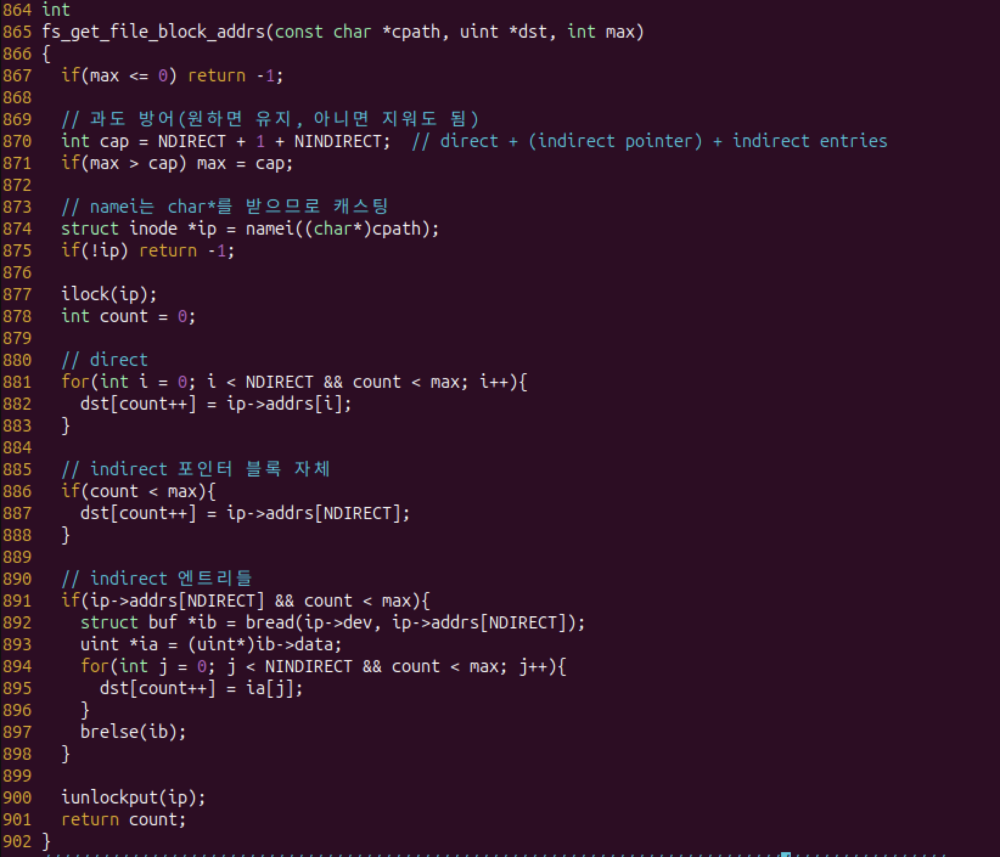 864 int
865 fs_get_file_block_addrs(const char *cpath, uint *dst, int max)
866 {
867   if(max <= 0) return -1;
868
869   // 과도 방어(원하면 유지, 아니면 지워도 됨)
870   int cap = NDIRECT + 1 + NINDIRECT;  // direct + (indirect pointer) + indirect entries
871   if(max > cap) max = cap;
872
873   // namei는 char*를 받으므로 캐스팅
874   struct inode *ip = namei((char*)cpath);
875   if(!ip) return -1;
876
877   ilock(ip);
878   int count = 0;
879
880   // direct
881   for(int i = 0; i < NDIRECT && count < max; i++){
882     dst[count++] = ip->addrs[i];
883   }
884
885   // indirect 포인터 블록 자체
886   if(count < max){
887     dst[count++] = ip->addrs[NDIRECT];
888   }
889
890   // indirect 엔트리들
891   if(ip->addrs[NDIRECT] && count < max){
892     struct buf *ib = bread(ip->dev, ip->addrs[NDIRECT]);
893     uint *ia = (uint*)ib->data;
894     for(int j = 0; j < NINDIRECT && count < max; j++){
895       dst[count++] = ia[j];
896     }
897     brelse(ib);
898   }
899
900   iunlockput(ip);
901   return count;
902 }